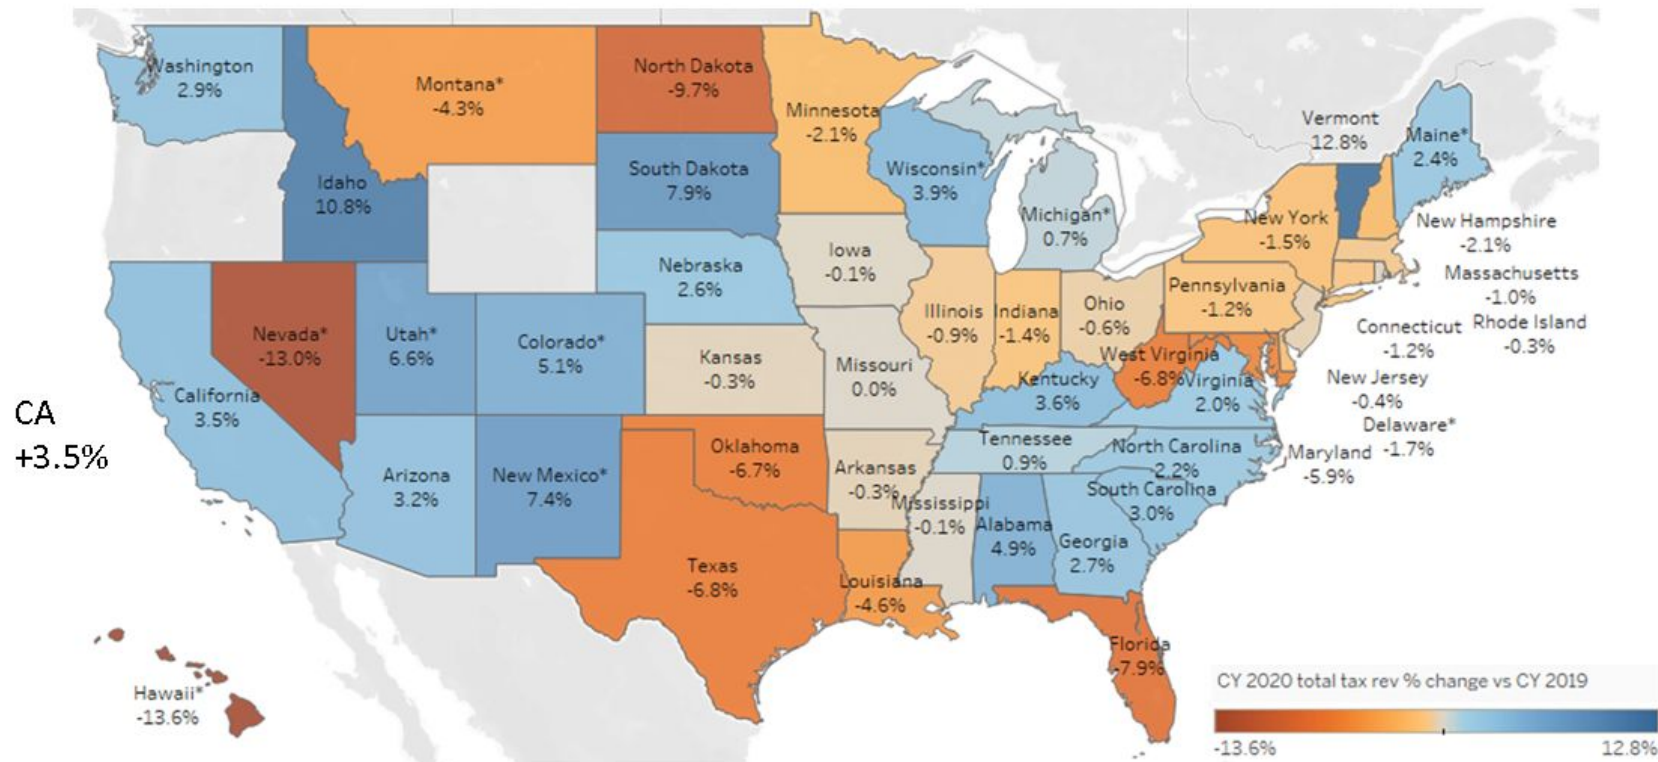 Washington
2.9%
Montana*
-4.3%
North Dakota
-9.7%
Minnesota
-2.1%
Vermont
12.8%
Maine*
2.4%
Idaho
10.8%
South Dakota
7.9%
Wisconsin*
3.9%
Michigan*
0.7%
New York
-1.5%
New Hampshire
-2.1%
Massachusetts
-1.0%
Iowa
-0.1%
Nebraska
2.6%
Pennsylvania
-1.2%
Illinois
-0.9%
Indiana
-1.4%
Ohio
-0.6%
Connecticut
-1.2%
Rhode Island
-0.3%
Nevada*
-13.0%
Utah*
6.6%
Colorado*
5.1%
Kansas
-0.3%
Missouri
0.0%
West Virginia
-6.8%
Kentucky
3.6%
Virginia
2.0%
New Jersey
-0.4%
Delaware*
-1.7%
Maryland
-5.9%
CA
+3.5%
California
3.5%
Arizona
3.2%
New Mexico*
7.4%
Oklahoma
-6.7%
Arkansas
-0.3%
Tennessee
0.9%
North Carolina
2.2%
South Carolina
3.0%
Mississippi
-0.1%
Alabama
4.9%
Georgia
2.7%
Texas
-6.8%
Louisiana
-4.6%
Florida
-7.9%
Hawaii*
-13.6%
CY 2020 total tax rev % change vs CY 2019
-13.6%
12.8%